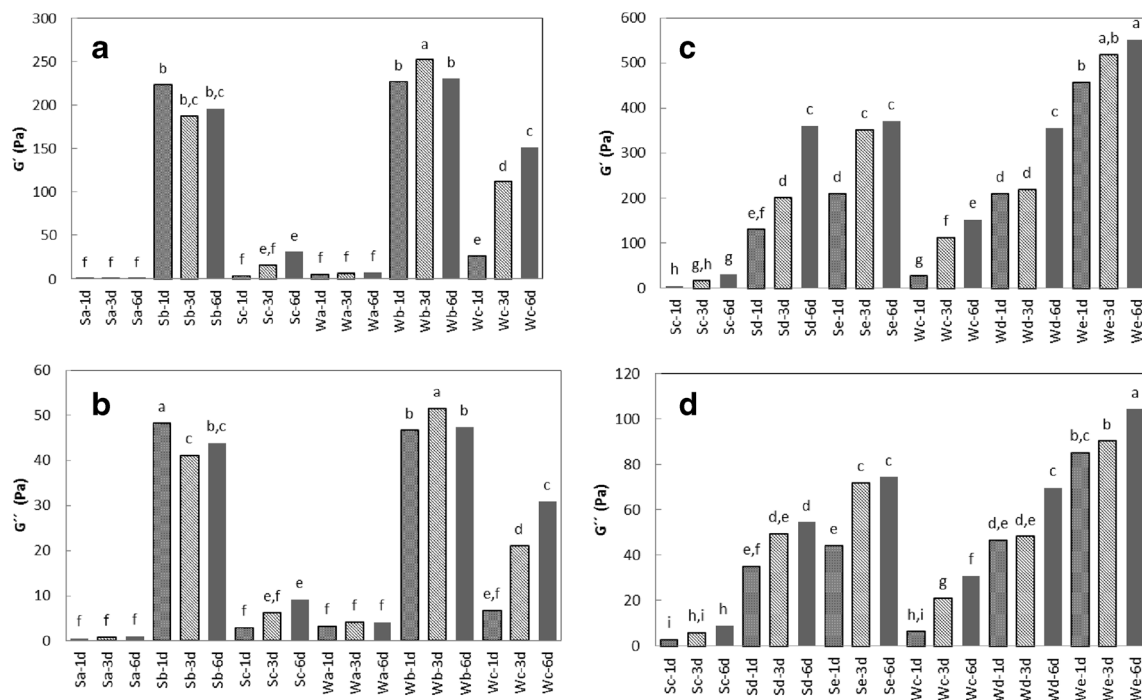 a
G′ (Pa)
300
250
200
150
100
50
0
f f f b b,c b,c f e,f e f f f b a b e d c
Sa-1d Sa-3d Sa-6d Sb-1d Sb-3d Sb-6d Sc-1d Sc-3d Sc-6d Wa-1d Wa-3d Wa-6d Wb-1d Wb-3d Wb-6d Wc-1d Wc-3d Wc-6d
c
G′ (Pa)
600
500
400
300
200
100
0
h g,h g e,f d c d c c g f e d d c b a,b a
Sc-1d Sc-3d Sc-6d Sd-1d Sd-3d Sd-6d Se-1d Se-3d Se-6d Wc-1d Wc-3d Wc-6d Wd-1d Wd-3d Wd-6d We-1d We-3d We-6d
b
G′′ (Pa)
60
50
40
30
20
10
0
f f f a c b,c f e,f e f f f b a b e,f d c
Sa-1d Sa-3d Sa-6d Sb-1d Sb-3d Sb-6d Sc-1d Sc-3d Sc-6d Wa-1d Wa-3d Wa-6d Wb-1d Wb-3d Wb-6d Wc-1d Wc-3d Wc-6d
d
G′′ (Pa)
120
100
80
60
40
20
0
i h,i h e,f d,e d e c c h,i g f d,e d,e c b,c b a
Sc-1d Sc-3d Sc-6d Sd-1d Sd-3d Sd-6d Se-1d Se-3d Se-6d Wc-1d Wc-3d Wc-6d Wd-1d Wd-3d Wd-6d We-1d We-3d We-6d